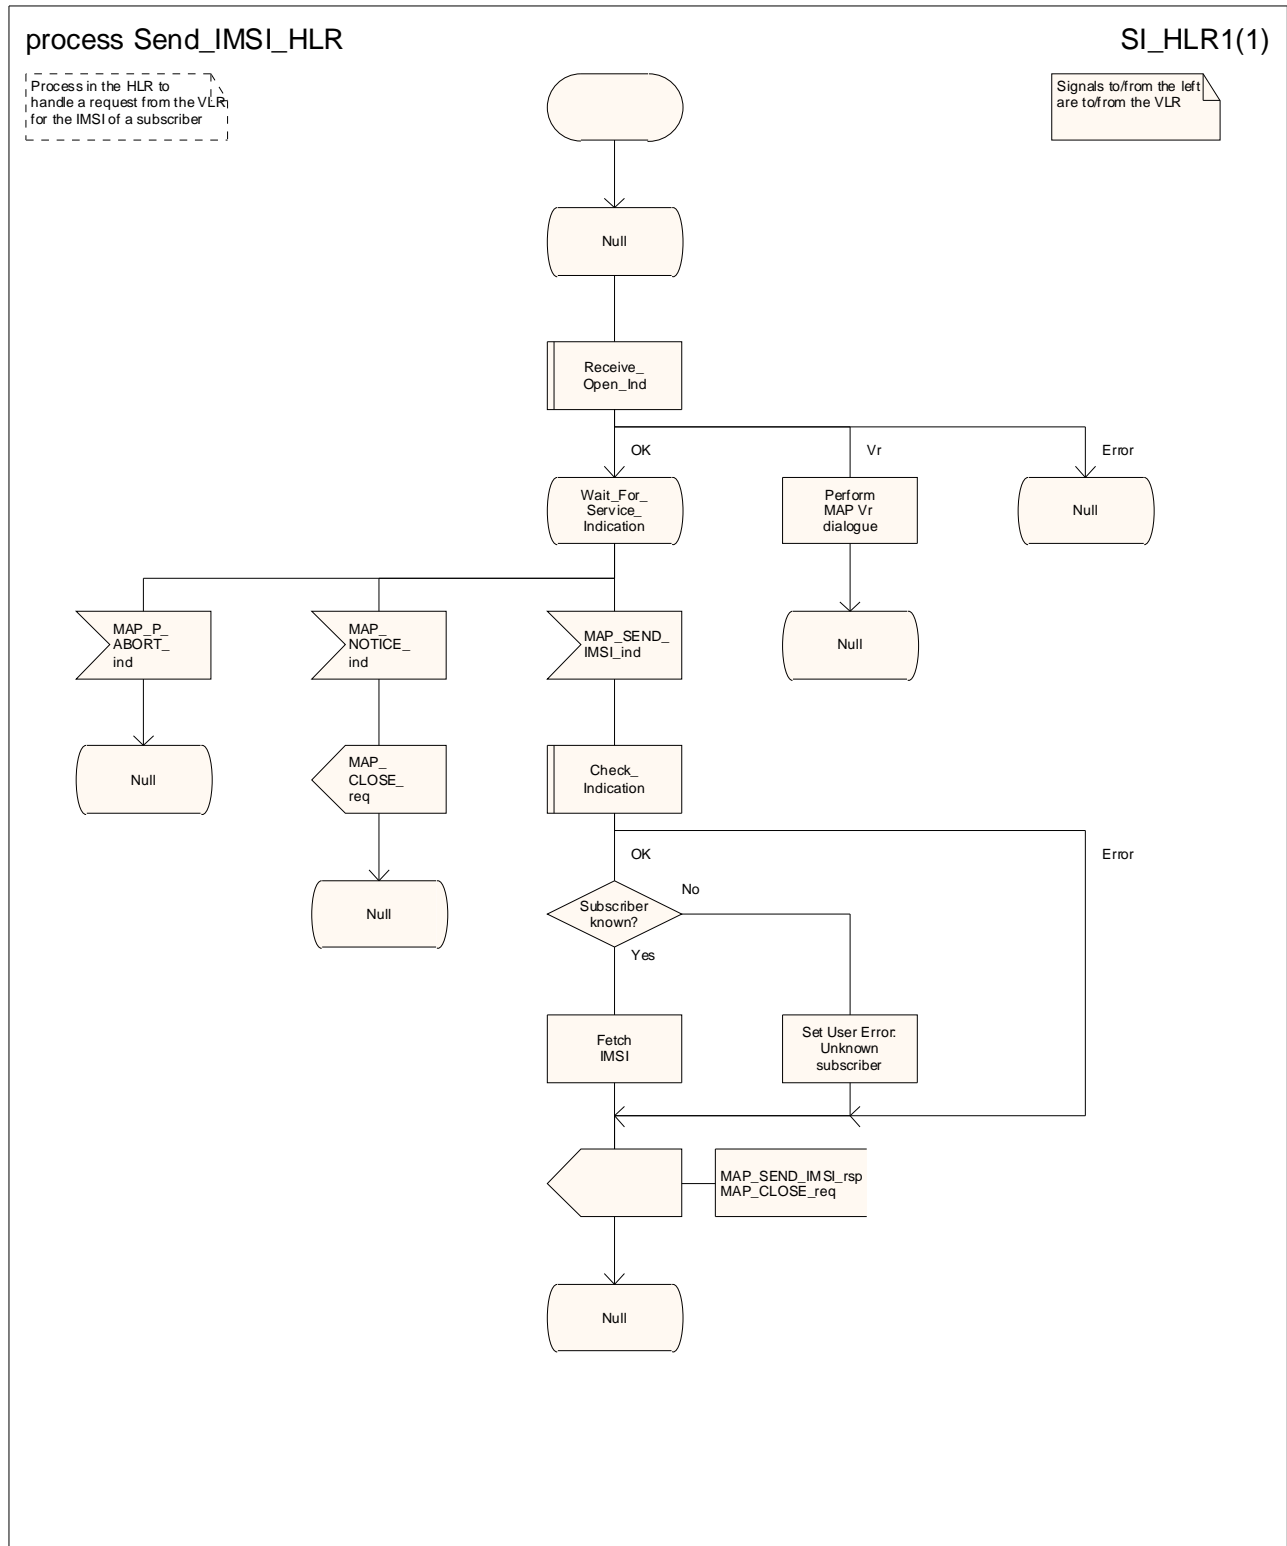 process Send_IMSI_HLR
SI_HLR1(1)
Process in the HLR to
handle a request from the VLR
for the IMSI of a subscriber
Signals to/from the left
are to/from the VLR
Null
Receive_
Open_Ind
OK
Vr
Error
Wait_For_
Service_
Indication
Perform
MAP Vr
dialogue
Null
MAP_P_
ABORT_
ind
MAP_
NOTICE_
ind
MAP_SEND_
IMSI_ind
Null
Null
MAP_
CLOSE_
req
Check_
Indication
OK
Error
Null
Subscriber
known?
No
Yes
Fetch
IMSI
Set User Error:
Unknown
subscriber
MAP_SEND_IMSI_rsp
MAP_CLOSE_req
Null